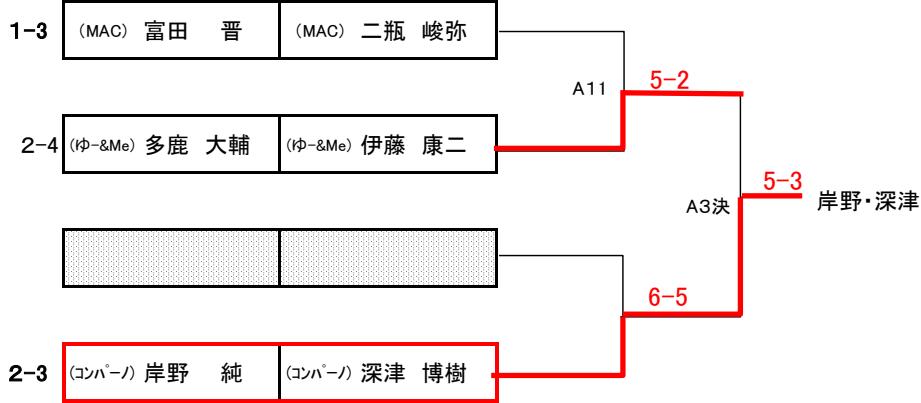 1-3 (MAC) 富田 晋 (MAC) 二瓶 峻弥
A11 5-2
2-4 (ゆ-&Me) 多鹿 大輔 (ゆ-&Me) 伊藤 康二
5-3
A3決 岸野・深津
6-5
2-3 (コンパーノ) 岸野 純 (コンパーノ) 深津 博樹